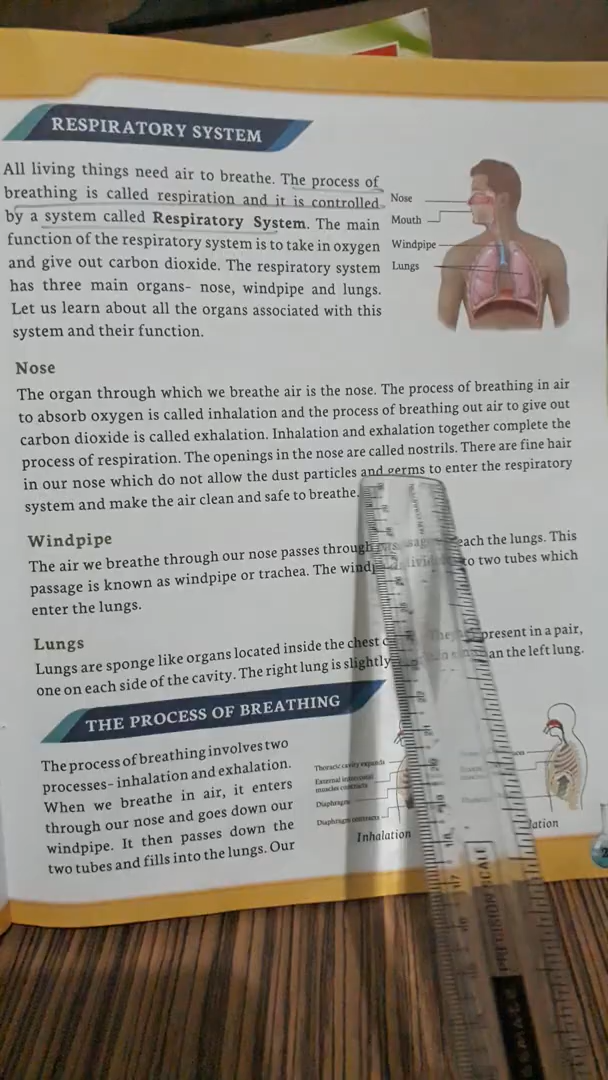 RESPIRATORY SYSTEM
All living things need air to breathe. The process of
breathing is called respiration and it is controlled
by a system called Respiratory System. The main
function of the respiratory system is to take in oxygen
and give out carbon dioxide. The respiratory system
has three main organs- nose, windpipe and lungs.
Let us learn about all the organs associated with this
system and their function.
Nose
Mouth
Windpipe
Lungs
Nose
The organ through which we breathe air is the nose. The process of breathing in air
to absorb oxygen is called inhalation and the process of breathing out air to give out
carbon dioxide is called exhalation. Inhalation and exhalation together complete the
process of respiration. The openings in the nose are called nostrils. There are fine hair
in our nose which do not allow the dust particles and germs to enter the respiratory
system and make the air clean and safe to breathe.
Windpipe
The air we breathe through our nose passes through each the lungs. This
passage is known as windpipe or trachea. The to two tubes which
enter the lungs.
Lungs
Lungs are sponge like organs located inside the chest present in a pair,
one on each side of the cavity. The right lung is slightly than the left lung.
THE PROCESS OF BREATHING
The process of breathing involves two
processes- inhalation and exhalation.
When we breathe in air, it enters
through our nose and goes down our
windpipe. It then passes down the
two tubes and fills into the lungs. Our
Thoracic cavity expands
External intercostal
muscles contracts
Diaphragm
Diaphragm contracts
Inhalation
PRECISION SCALE